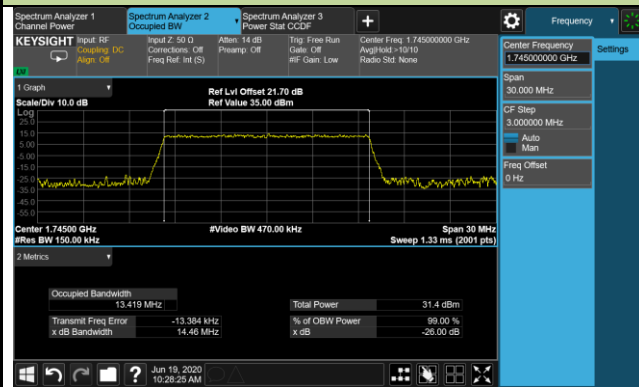 Spectrum Analyzer 1
Channel Power
Spectrum Analyzer 2
Occupied BW
Spectrum Analyzer 3
Power Stat CCDF
Frequency
KEYSIGHT
Input: RF
Coupling: DC
Align: Off
Input Z: 50 Ω
Corrections: Off
Freq Ref: Int (S)
Atten: 14 dB
Preamp: Off
Trig: Free Run
Gate: Off
#IF Gain: Low
Center Freq: 1.745000000 GHz
Avg|Hold:>10/10
Radio Std: None
Center Frequency
1.745000000 GHz
Settings
Span
30.000 MHz
CF Step
3.000000 MHz
Auto
Man
Freq Offset
0 Hz
1 Graph
Scale/Div 10.0 dB
Ref Lvl Offset 21.70 dB
Ref Value 35.00 dBm
Log
25.0
15.0
5.00
-5.00
-15.0
-25.0
-35.0
-45.0
-55.0
Center 1.74500 GHz
#Res BW 150.00 kHz
#Video BW 470.00 kHz
Span 30 MHz
Sweep 1.33 ms (2001 pts)
2 Metrics
Occupied Bandwidth
13.419 MHz
Total Power 31.4 dBm
Transmit Freq Error -13.384 kHz
% of OBW Power 99.00 %
x dB Bandwidth 14.46 MHz
x dB -26.00 dB
?
Jun 19, 2020
10:28:25 AM